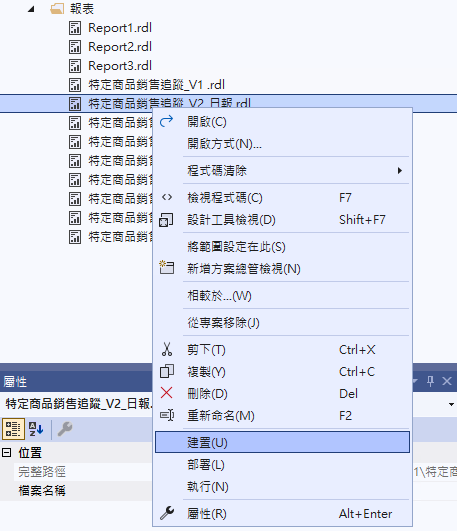 報表
Report1.rdl
Report2.rdl
Report3.rdl
特定商品銷售追蹤_V1 .rdl
特定商品銷售追蹤_V2_日報.rdl
特定商品銷售
特定商品銷售
特定商品銷售
特定商品銷售
特定商品銷售
特定商品銷售
特定商品銷售
開啟(C)
開啟方式(N)...
程式碼清除
檢視程式碼(C) F7
設計工具檢視(D) Shift+F7
將範圍設定在此(S)
新增方案總管檢視(N)
相較於...(W)
從專案移除(J)
剪下(T) Ctrl+X
複製(Y) Ctrl+C
刪除(D) Del
重新命名(M) F2
建置(U)
部署(L)
執行(N)
屬性(R) Alt+Enter
屬性
特定商品銷售追蹤_V2_日報.
位置
完整路徑 1\特定商
檔案名稱